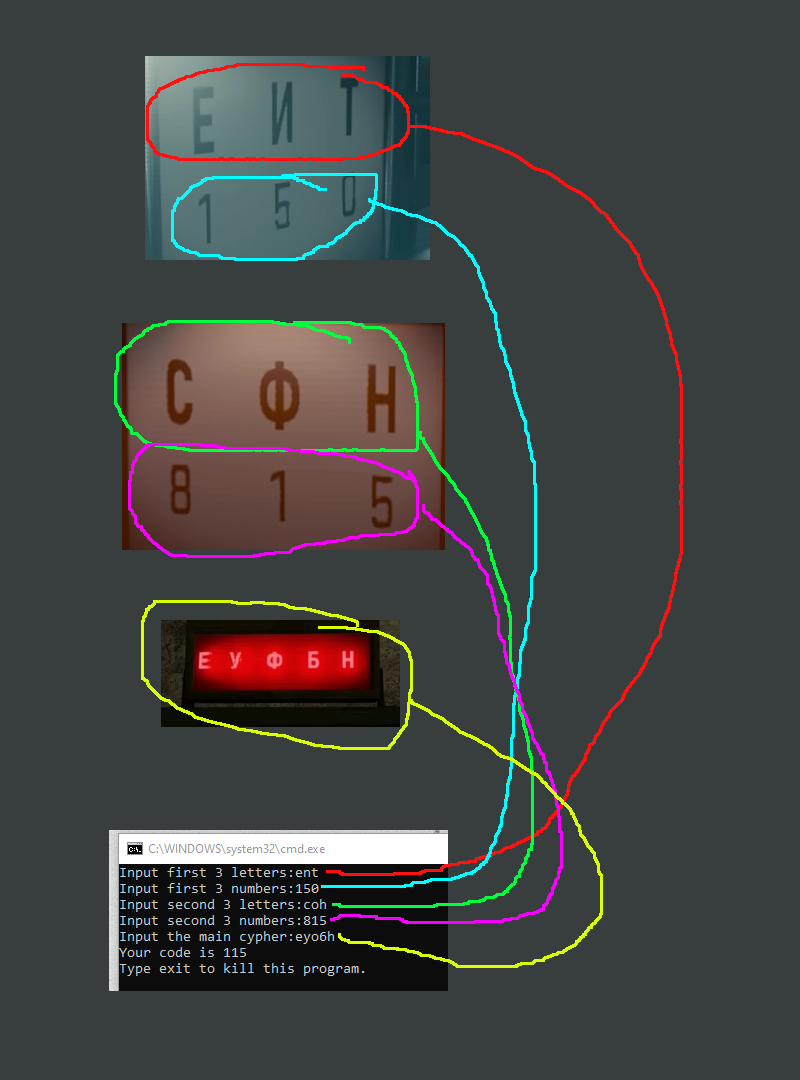 Е И Т
1 5 0
С Ф Н
8 1 5
Е У Ф Б Н
C:\WINDOWS\system32\cmd.exe
Input first 3 letters:ent
Input first 3 numbers:150
Input second 3 letters:coh
Input second 3 numbers:815
Input the main cypher:eyo6h
Your code is 115
Type exit to kill this program.